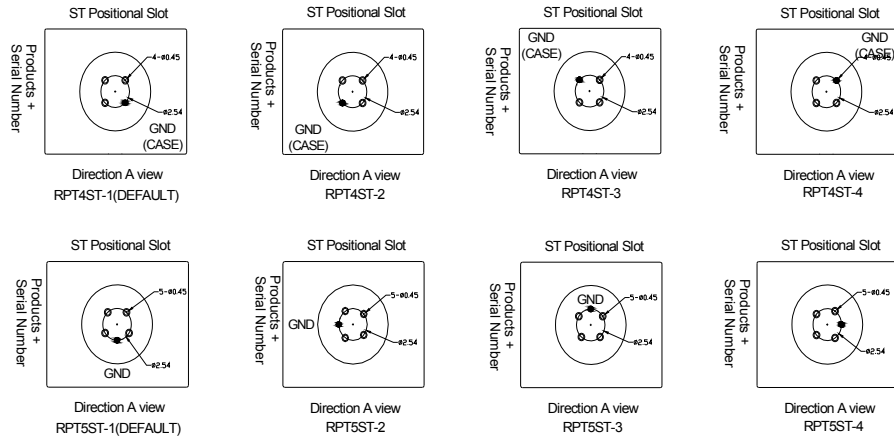 ST Positional Slot
Products +
Serial Number
4-ø0.45
ø2.54
GND
(CASE)
Direction A view
RPT4ST-1(DEFAULT)
ST Positional Slot
Products +
Serial Number
4-ø0.45
ø2.54
GND
(CASE)
Direction A view
RPT4ST-2
ST Positional Slot
Products +
Serial Number
GND
(CASE)
4-ø0.45
ø2.54
Direction A view
RPT4ST-3
ST Positional Slot
Products +
Serial Number
GND
(CASE)
4-ø0.45
ø2.54
Direction A view
RPT4ST-4
ST Positional Slot
Products +
Serial Number
5-ø0.45
ø2.54
GND
Direction A view
RPT5ST-1(DEFAULT)
ST Positional Slot
Products +
Serial Number
5-ø0.45
GND
ø2.54
Direction A view
RPT5ST-2
ST Positional Slot
Products +
Serial Number
GND
5-ø0.45
ø2.54
Direction A view
RPT5ST-3
ST Positional Slot
Products +
Serial Number
5-ø0.45
GND
ø2.54
Direction A view
RPT5ST-4